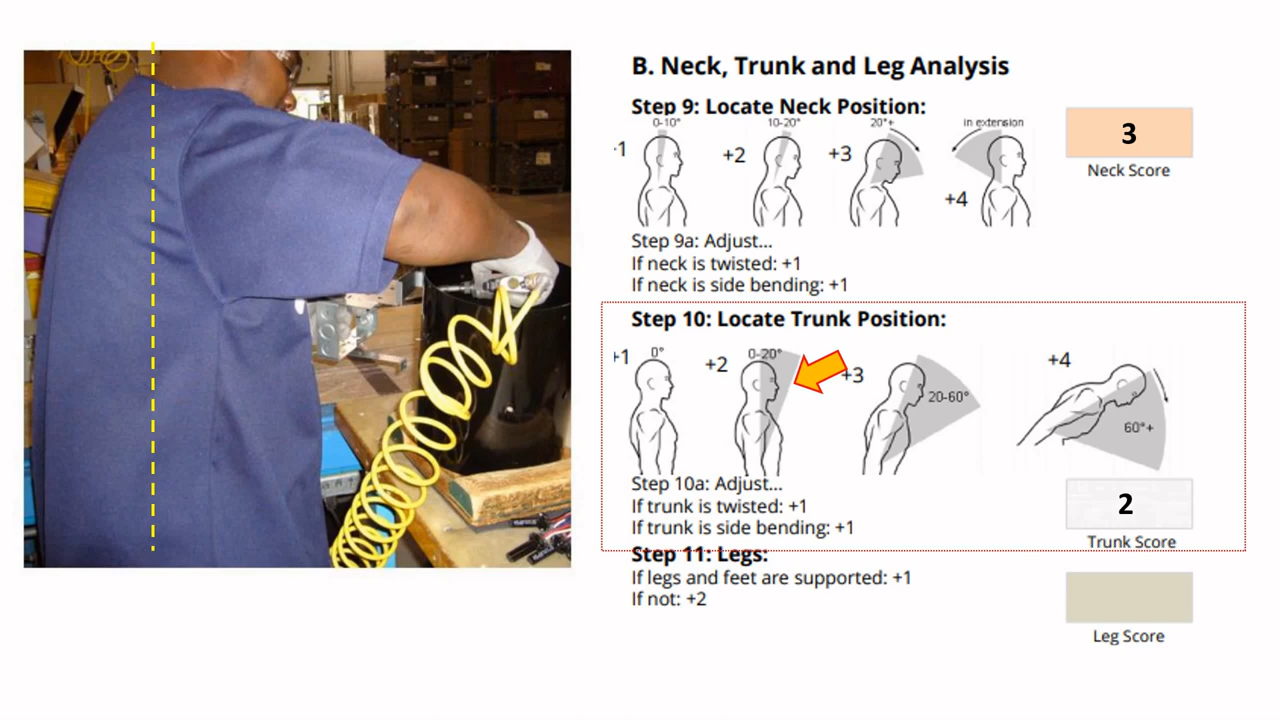 B. Neck, Trunk and Leg Analysis
Step 9: Locate Neck Position:
0-10°
10-20°
20°+
in extension
1
+2
+3
+4
3
Neck Score
Step 9a: Adjust...
If neck is twisted: +1
If neck is side bending: +1
Step 10: Locate Trunk Position:
+1
0°
+2
0-20°
+3
20-60°
+4
60°+
Step 10a: Adjust...
If trunk is twisted: +1
If trunk is side bending: +1
2
Trunk Score
Step 11: Legs:
If legs and feet are supported: +1
If not: +2
Leg Score